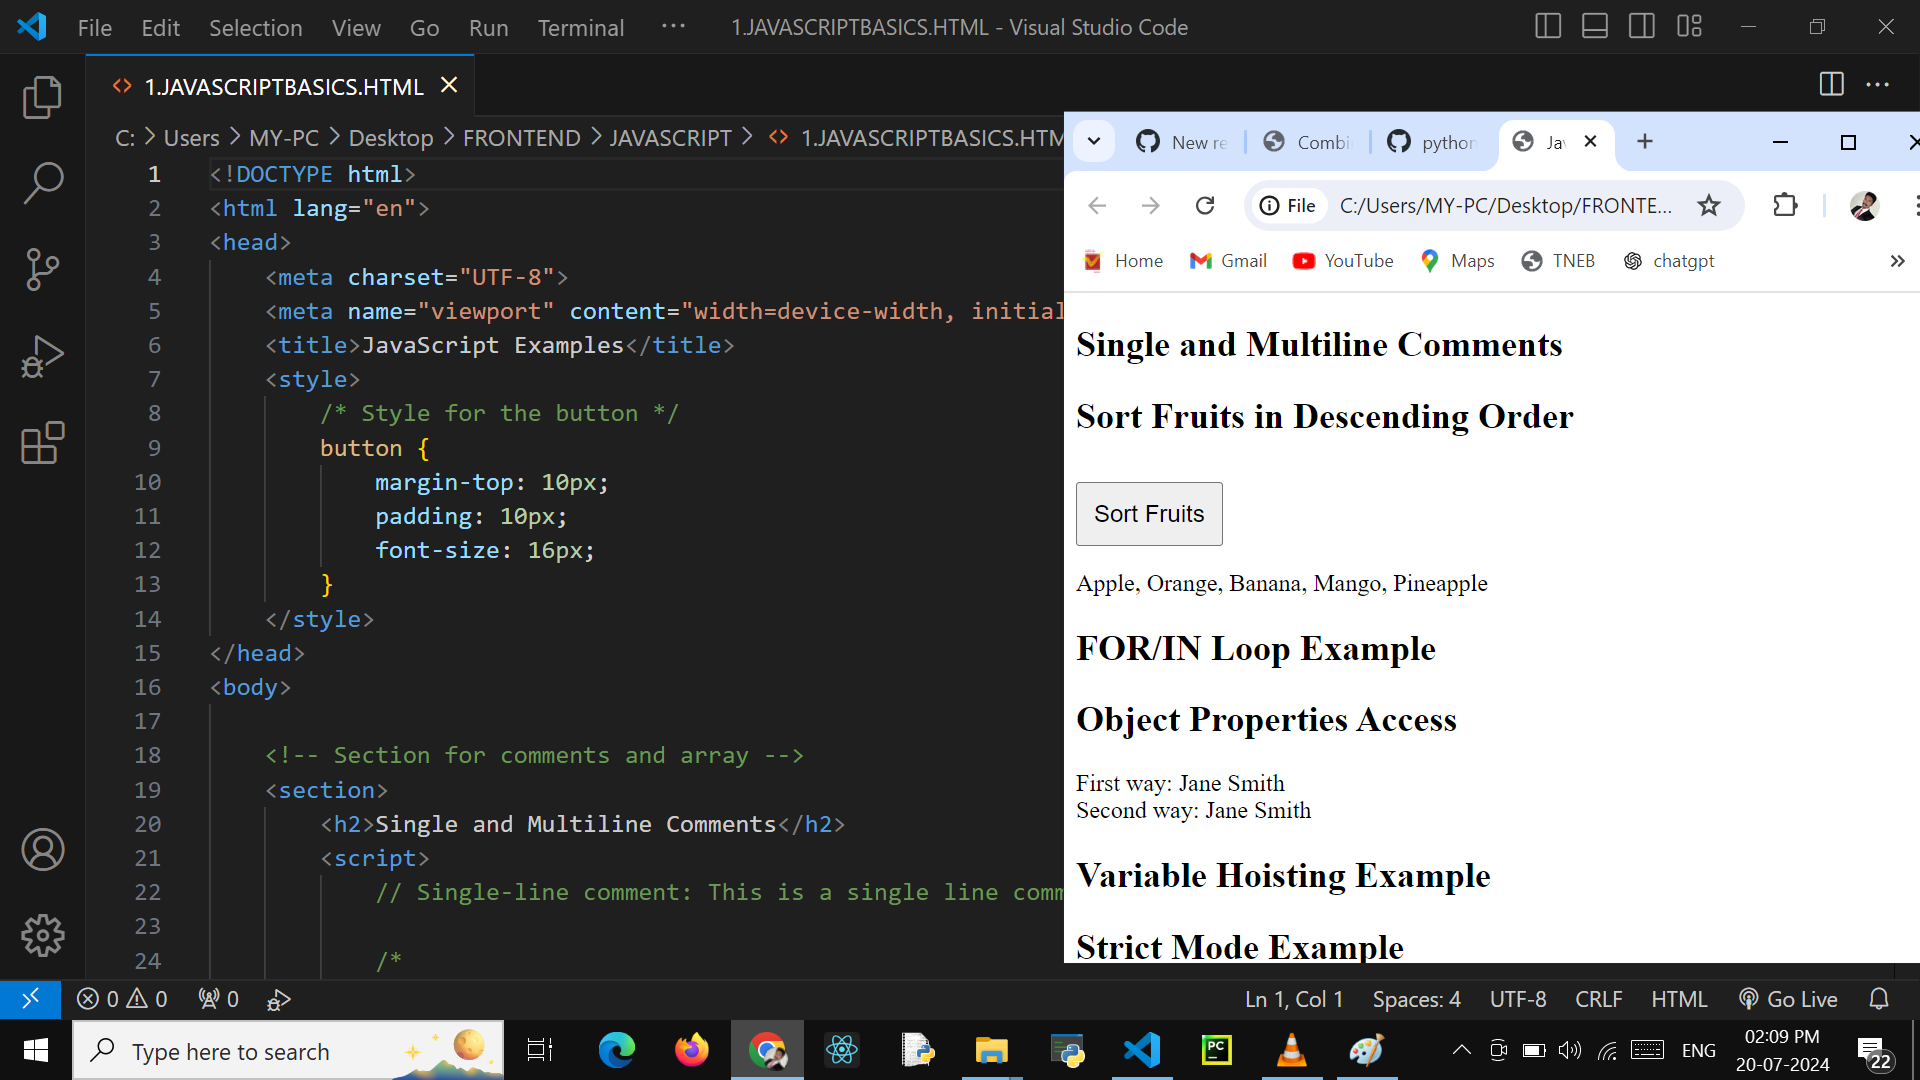 File Edit Selection View Go Run Terminal ··· 1.JAVASCRIPTBASICS.HTML - Visual Studio Code
1.JAVASCRIPTBASICS.HTML
C: > Users > MY-PC > Desktop > FRONTEND > JAVASCRIPT > 1.JAVASCRIPTBASICS.HTM
1 <!DOCTYPE html>
2 <html lang="en">
3 <head>
4 <meta charset="UTF-8">
5 <meta name="viewport" content="width=device-width, initial
6 <title>JavaScript Examples</title>
7 <style>
8 /* Style for the button */
9 button {
10 margin-top: 10px;
11 padding: 10px;
12 font-size: 16px;
13 }
14 </style>
15 </head>
16 <body>
17
18 <!-- Section for comments and array -->
19 <section>
20 <h2>Single and Multiline Comments</h2>
21 <script>
22 // Single-line comment: This is a single line comm
23
24 /*
New re Combi python Jav
File C:/Users/MY-PC/Desktop/FRONTE...
Home Gmail YouTube Maps TNEB chatgpt »
Single and Multiline Comments
Sort Fruits in Descending Order
Sort Fruits
Apple, Orange, Banana, Mango, Pineapple
FOR/IN Loop Example
Object Properties Access
First way: Jane Smith
Second way: Jane Smith
Variable Hoisting Example
Strict Mode Example
0 0 0 Ln 1, Col 1 Spaces: 4 UTF-8 CRLF HTML Go Live
Type here to search PC ENG 02:09 PM
20-07-2024 22